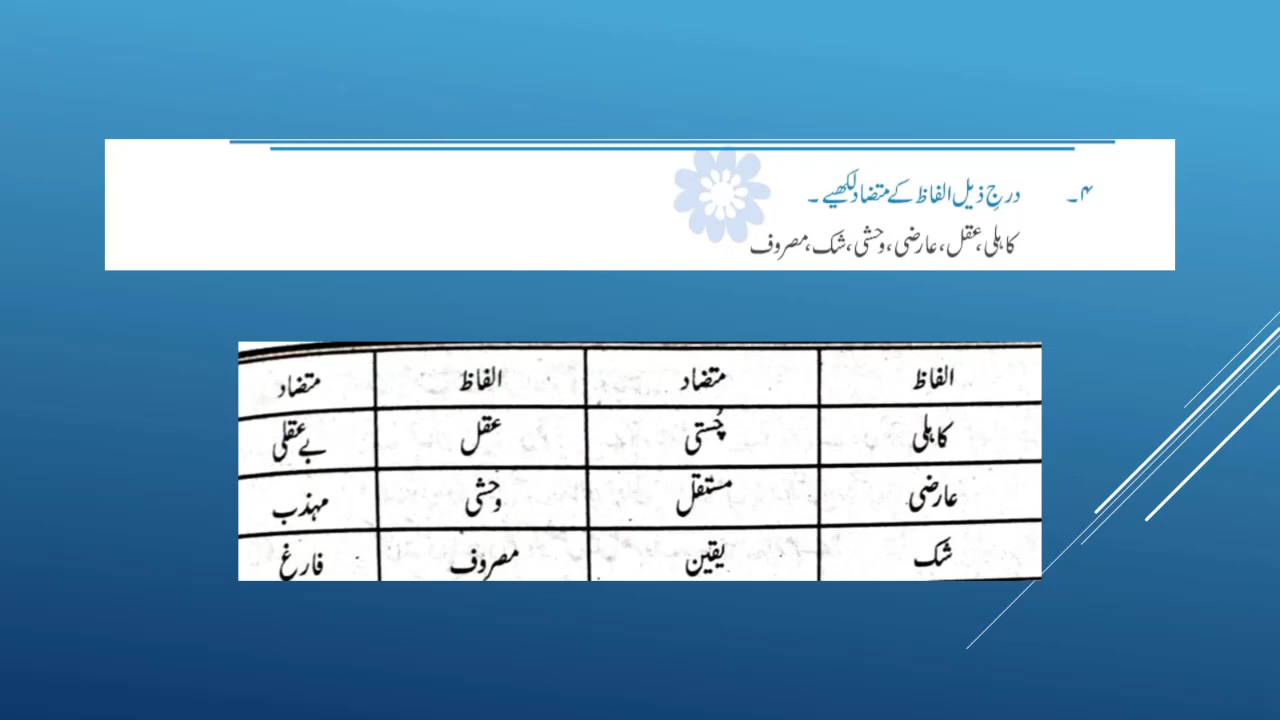 ۴۔ درجِ ذیل الفاظ کے متضاد لکھیے ۔
کاہلی، عقل، عارضی، وحشی، شک، مصروف
الفاظ متضاد الفاظ متضاد
کاہلی چُستی عقل بے عقلی
عارضی مستقل وحشی مہذب
شک یقین مصروف فارغ